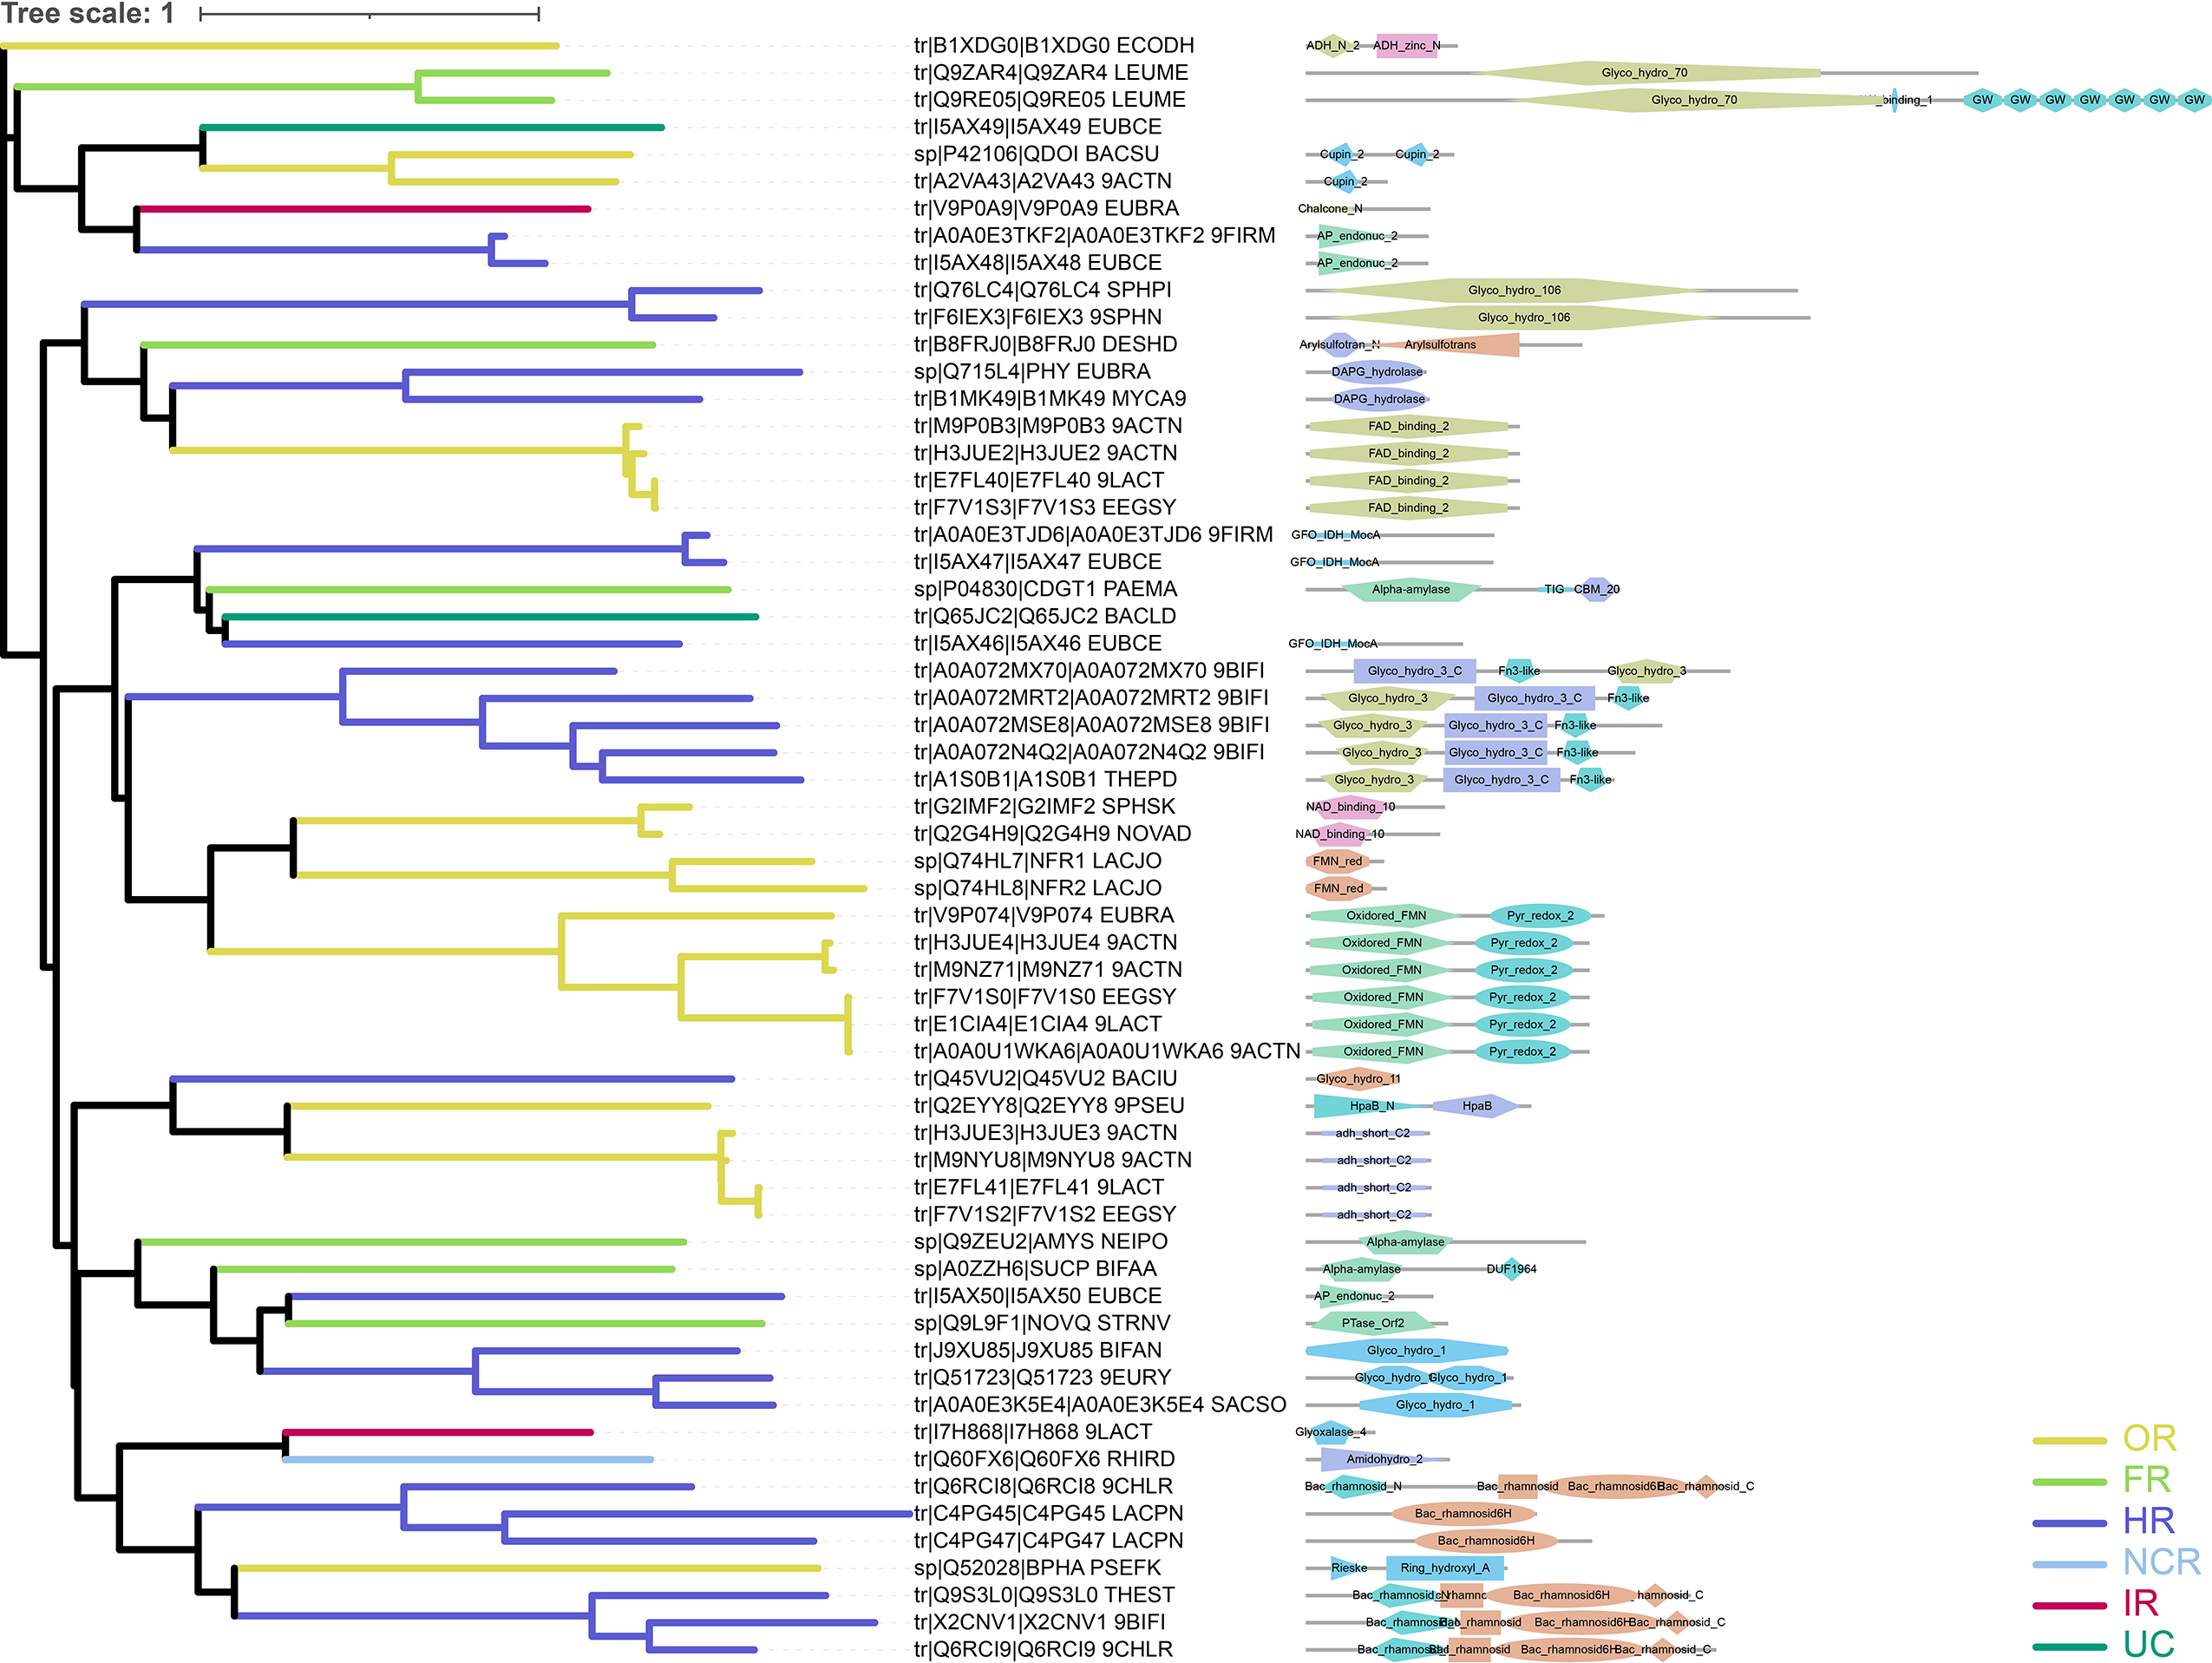 Tree scale: 1
tr|B1XDG0|B1XDG0 ECODH ADH_N_2 ADH_zinc_N
tr|Q9ZAR4|Q9ZAR4 LEUME Glyco_hydro_70
tr|Q9RE05|Q9RE05 LEUME Glyco_hydro_70 _binding_1 GW GW GW GW GW GW GW
tr|I5AX49|I5AX49 EUBCE
sp|P42106|QDOI BACSU Cupin_2 Cupin_2
tr|A2VA43|A2VA43 9ACTN Cupin_2
tr|V9P0A9|V9P0A9 EUBRA Chalcone_N
tr|A0A0E3TKF2|A0A0E3TKF2 9FIRM AP_endonuc_2
tr|I5AX48|I5AX48 EUBCE AP_endonuc_2
tr|Q76LC4|Q76LC4 SPHPI Glyco_hydro_106
tr|F6IEX3|F6IEX3 9SPHN Glyco_hydro_106
tr|B8FRJ0|B8FRJ0 DESHD Arylsulfotran_N Arylsulfotrans
sp|Q715L4|PHY EUBRA DAPG_hydrolase
tr|B1MK49|B1MK49 MYCA9 DAPG_hydrolase
tr|M9P0B3|M9P0B3 9ACTN FAD_binding_2
tr|H3JUE2|H3JUE2 9ACTN FAD_binding_2
tr|E7FL40|E7FL40 9LACT FAD_binding_2
tr|F7V1S3|F7V1S3 EEGSY FAD_binding_2
tr|A0A0E3TJD6|A0A0E3TJD6 9FIRM GFO_IDH_MocA
tr|I5AX47|I5AX47 EUBCE GFO_IDH_MocA
sp|P04830|CDGT1 PAEMA Alpha-amylase TIG CBM_20
tr|Q65JC2|Q65JC2 BACLD
tr|I5AX46|I5AX46 EUBCE GFO_IDH_MocA
tr|A0A072MX70|A0A072MX70 9BIFI Glyco_hydro_3_C Fn3-like Glyco_hydro_3
tr|A0A072MRT2|A0A072MRT2 9BIFI Glyco_hydro_3 Glyco_hydro_3_C Fn3-like
tr|A0A072MSE8|A0A072MSE8 9BIFI Glyco_hydro_3 Glyco_hydro_3_C Fn3-like
tr|A0A072N4Q2|A0A072N4Q2 9BIFI Glyco_hydro_3 Glyco_hydro_3_C Fn3-like
tr|A1S0B1|A1S0B1 THEPD Glyco_hydro_3 Glyco_hydro_3_C Fn3-like
tr|G2IMF2|G2IMF2 SPHSK NAD_binding_10
tr|Q2G4H9|Q2G4H9 NOVAD NAD_binding_10
sp|Q74HL7|NFR1 LACJO FMN_red
sp|Q74HL8|NFR2 LACJO FMN_red
tr|V9P074|V9P074 EUBRA Oxidored_FMN Pyr_redox_2
tr|H3JUE4|H3JUE4 9ACTN Oxidored_FMN Pyr_redox_2
tr|M9NZ71|M9NZ71 9ACTN Oxidored_FMN Pyr_redox_2
tr|F7V1S0|F7V1S0 EEGSY Oxidored_FMN Pyr_redox_2
tr|E1CIA4|E1CIA4 9LACT Oxidored_FMN Pyr_redox_2
tr|A0A0U1WKA6|A0A0U1WKA6 9ACTN Oxidored_FMN Pyr_redox_2
tr|Q45VU2|Q45VU2 BACIU Glyco_hydro_11
tr|Q2EYY8|Q2EYY8 9PSEU HpaB_N HpaB
tr|H3JUE3|H3JUE3 9ACTN adh_short_C2
tr|M9NYU8|M9NYU8 9ACTN adh_short_C2
tr|E7FL41|E7FL41 9LACT adh_short_C2
tr|F7V1S2|F7V1S2 EEGSY adh_short_C2
sp|Q9ZEU2|AMYS NEIPO Alpha-amylase
sp|A0ZZH6|SUCP BIFAA Alpha-amylase DUF1964
tr|I5AX50|I5AX50 EUBCE AP_endonuc_2
sp|Q9L9F1|NOVQ STRNV PTase_Orf2
tr|J9XU85|J9XU85 BIFAN Glyco_hydro_1
tr|Q51723|Q51723 9EURY Glyco_hydro_1 Glyco_hydro_1
tr|A0A0E3K5E4|A0A0E3K5E4 SACSO Glyco_hydro_1
tr|I7H868|I7H868 9LACT Glyoxalase_4
tr|Q60FX6|Q60FX6 RHIRD Amidohydro_2
tr|Q6RCI8|Q6RCI8 9CHLR Bac_rhamnosid_N Bac_rhamnosid Bac_rhamnosid6H Bac_rhamnosid_C
tr|C4PG45|C4PG45 LACPN Bac_rhamnosid6H
tr|C4PG47|C4PG47 LACPN Bac_rhamnosid6H
sp|Q52028|BPHA PSEFK Rieske Ring_hydroxyl_A
tr|Q9S3L0|Q9S3L0 THEST Bac_rhamnosid_N Bac_rhamnosid6H hamnosid_C
tr|X2CNV1|X2CNV1 9BIFI Bac_rhamnosid6H Bac_rhamnosid_C
tr|Q6RCI9|Q6RCI9 9CHLR Bac_rhamnosid6H Bac_rhamnosid_C
OR
FR
HR
NCR
IR
UC